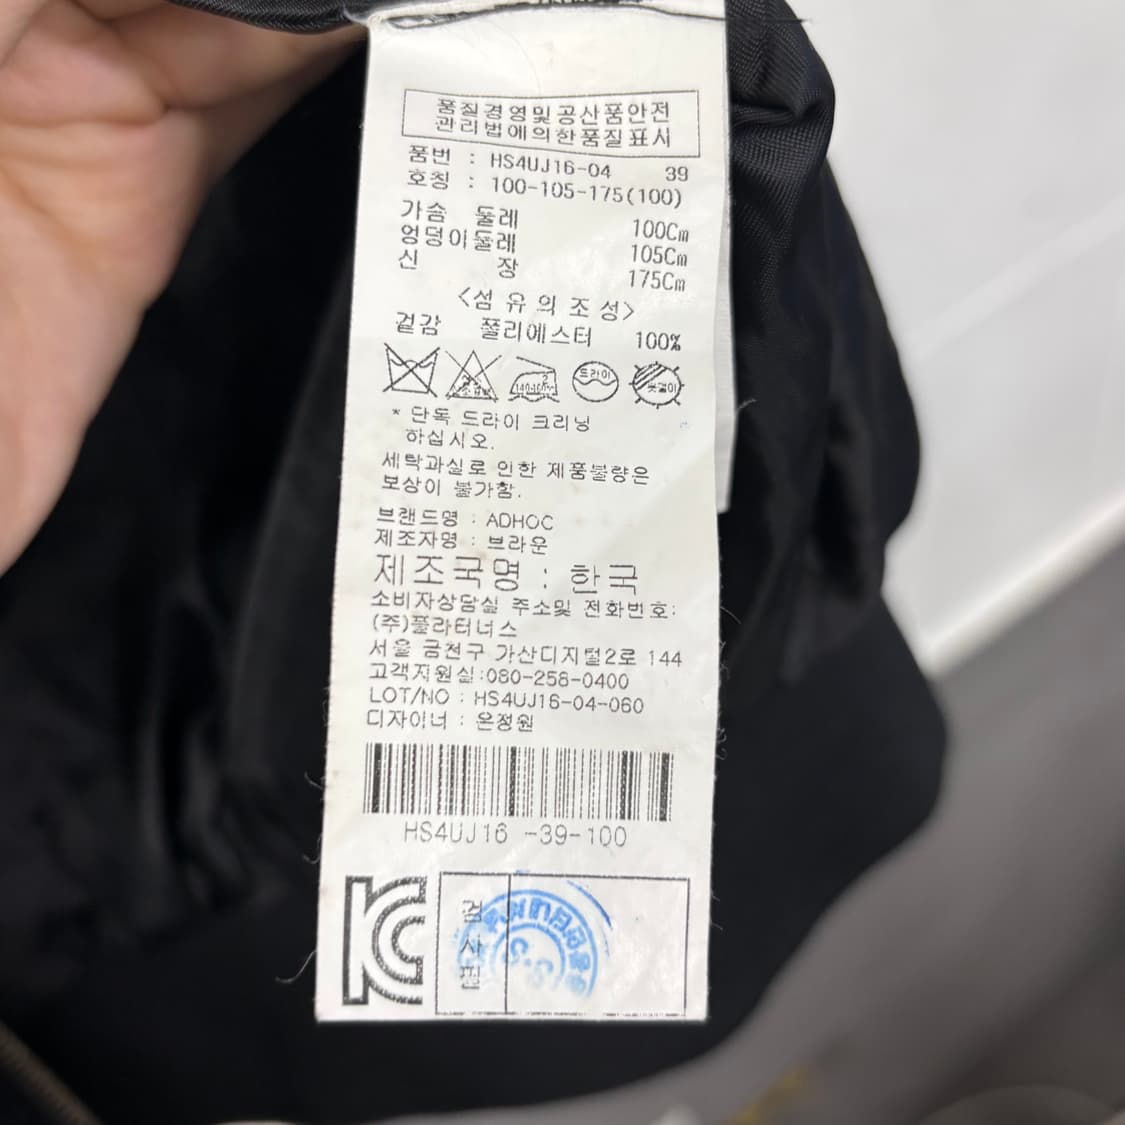 품질경영및공산품안전
관리법에의한품질표시
품번 : HS4UJ16-04 39
호칭 : 100-105-175(100)
가슴 둘레 100Cm
엉덩이둘레 105Cm
신 장 175Cm
<섬 유 의 조 성>
겉감 폴리에스터 100%
드라이
* 단독 드라이 크리닝
하십시오.
세탁과실로 인한 제품불량은
보상이 불가함.
브랜드명 : ADHOC
제조자명 : 브라운
제조국명 : 한국
소비자상담실 주소및 전화번호:
(주)플라터너스
서울 금천구 가산디지털2로 144
고객지원실:080-258-0400
LOT/NO : HS4UJ16-04-060
디자이너 : 온정원
HS4UJ16 -39-100
KC
검사필